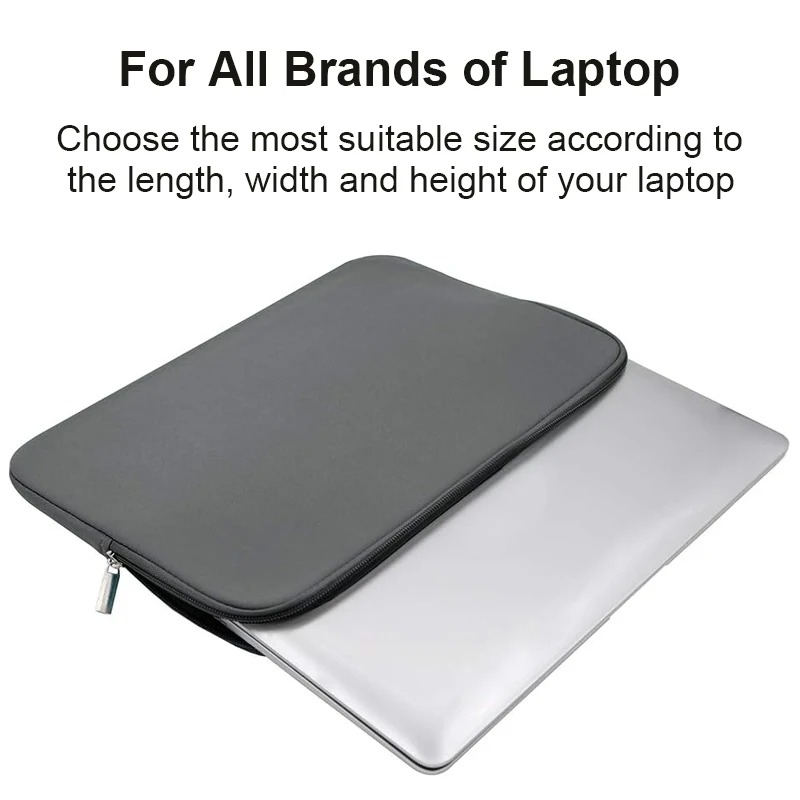 For All Brands of Laptop
Choose the most suitable size according to
the length, width and height of your laptop